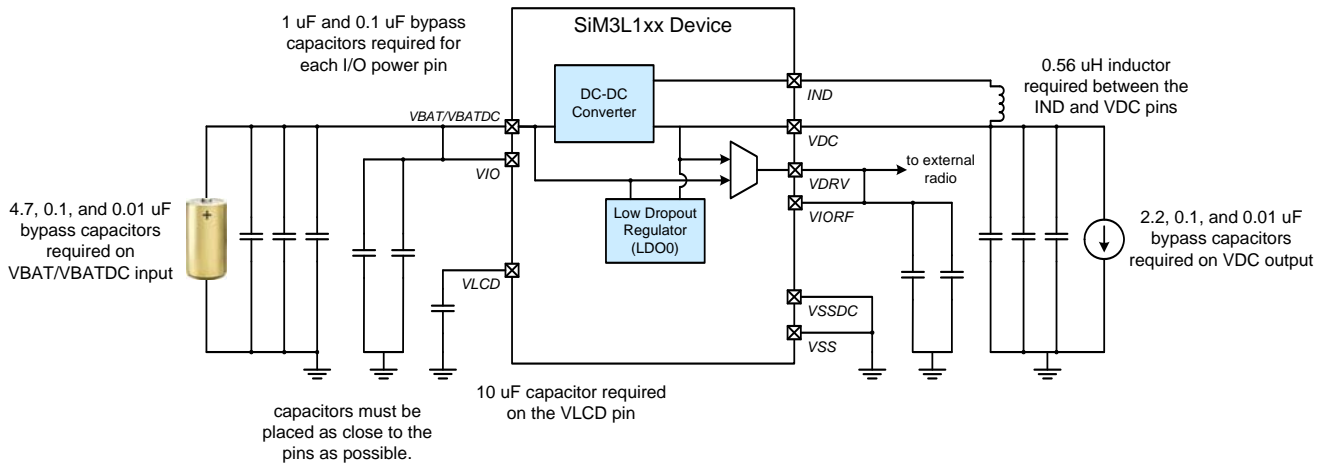 1 uF and 0.1 uF bypass
capacitors required for
each I/O power pin
SiM3L1xx Device
DC-DC
Converter
IND
0.56 uH inductor
required between the
IND and VDC pins
VBAT/VBATDC
VDC
VIO
VDRV
to external
radio
VIORF
Low Dropout
Regulator
(LDO0)
+
4.7, 0.1, and 0.01 uF
bypass capacitors
required on
VBAT/VBATDC input
2.2, 0.1, and 0.01 uF
bypass capacitors
required on VDC output
VLCD
VSSDC
VSS
10 uF capacitor required
on the VLCD pin
capacitors must be
placed as close to the
pins as possible.